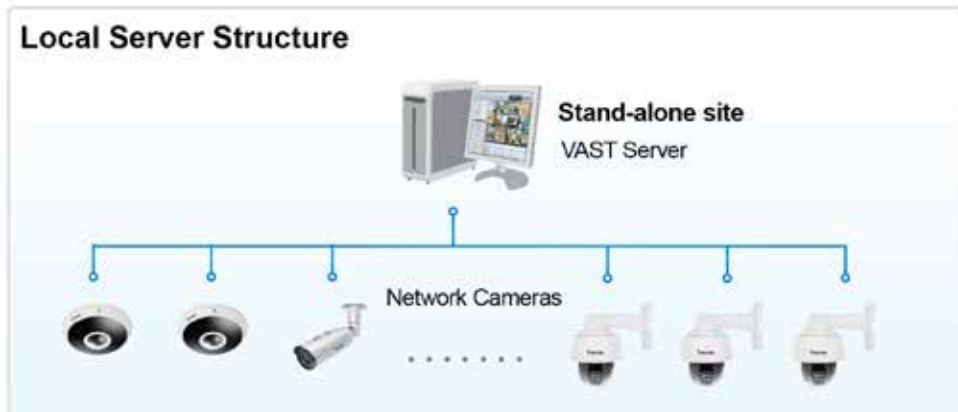 Local Server Structure
Stand-alone site
VAST Server
Network Cameras